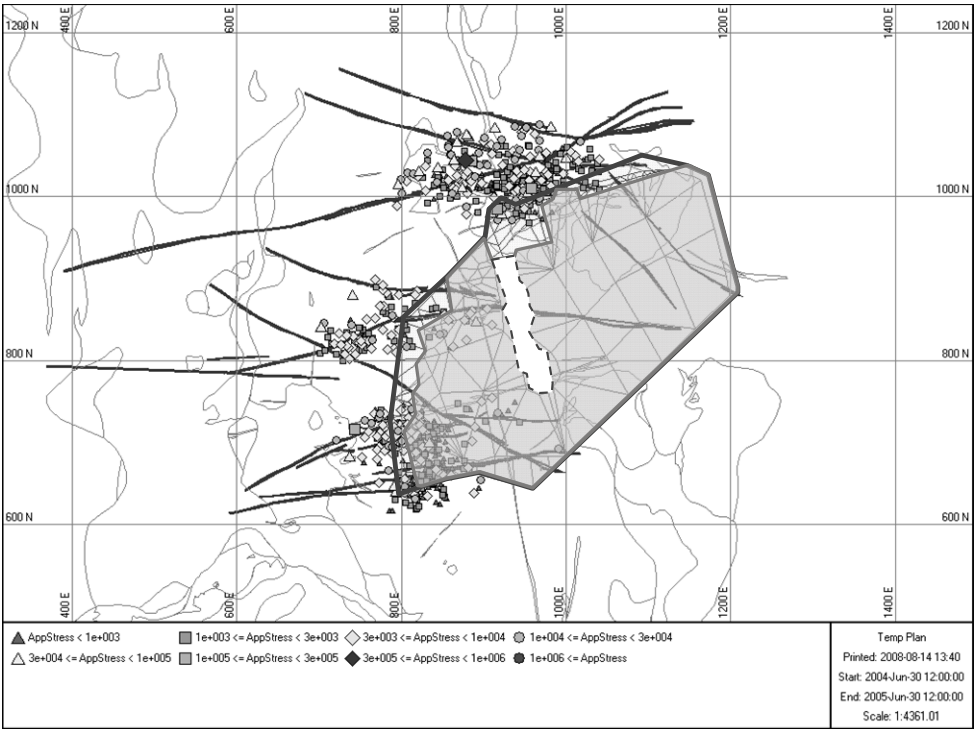 400 E 600 E 800 E 1000 E 1200 E 1400 E
1200 N 1200 N
1000 N 1000 N
800 N 800 N
600 N 600 N
400 E 600 E 800 E 1000 E 1200 E 1400 E
AppStress < 1e+003 1e+003 <= AppStress < 3e+003 3e+003 <= AppStress < 1e+004 1e+004 <= AppStress < 3e+004
3e+004 <= AppStress < 1e+005 1e+005 <= AppStress < 3e+005 3e+005 <= AppStress < 1e+006 1e+006 <= AppStress
Temp Plan
Printed: 2008-08-14 13:40
Start: 2004-Jun-30 12:00:00
End: 2005-Jun-30 12:00:00
Scale: 1:4361.01